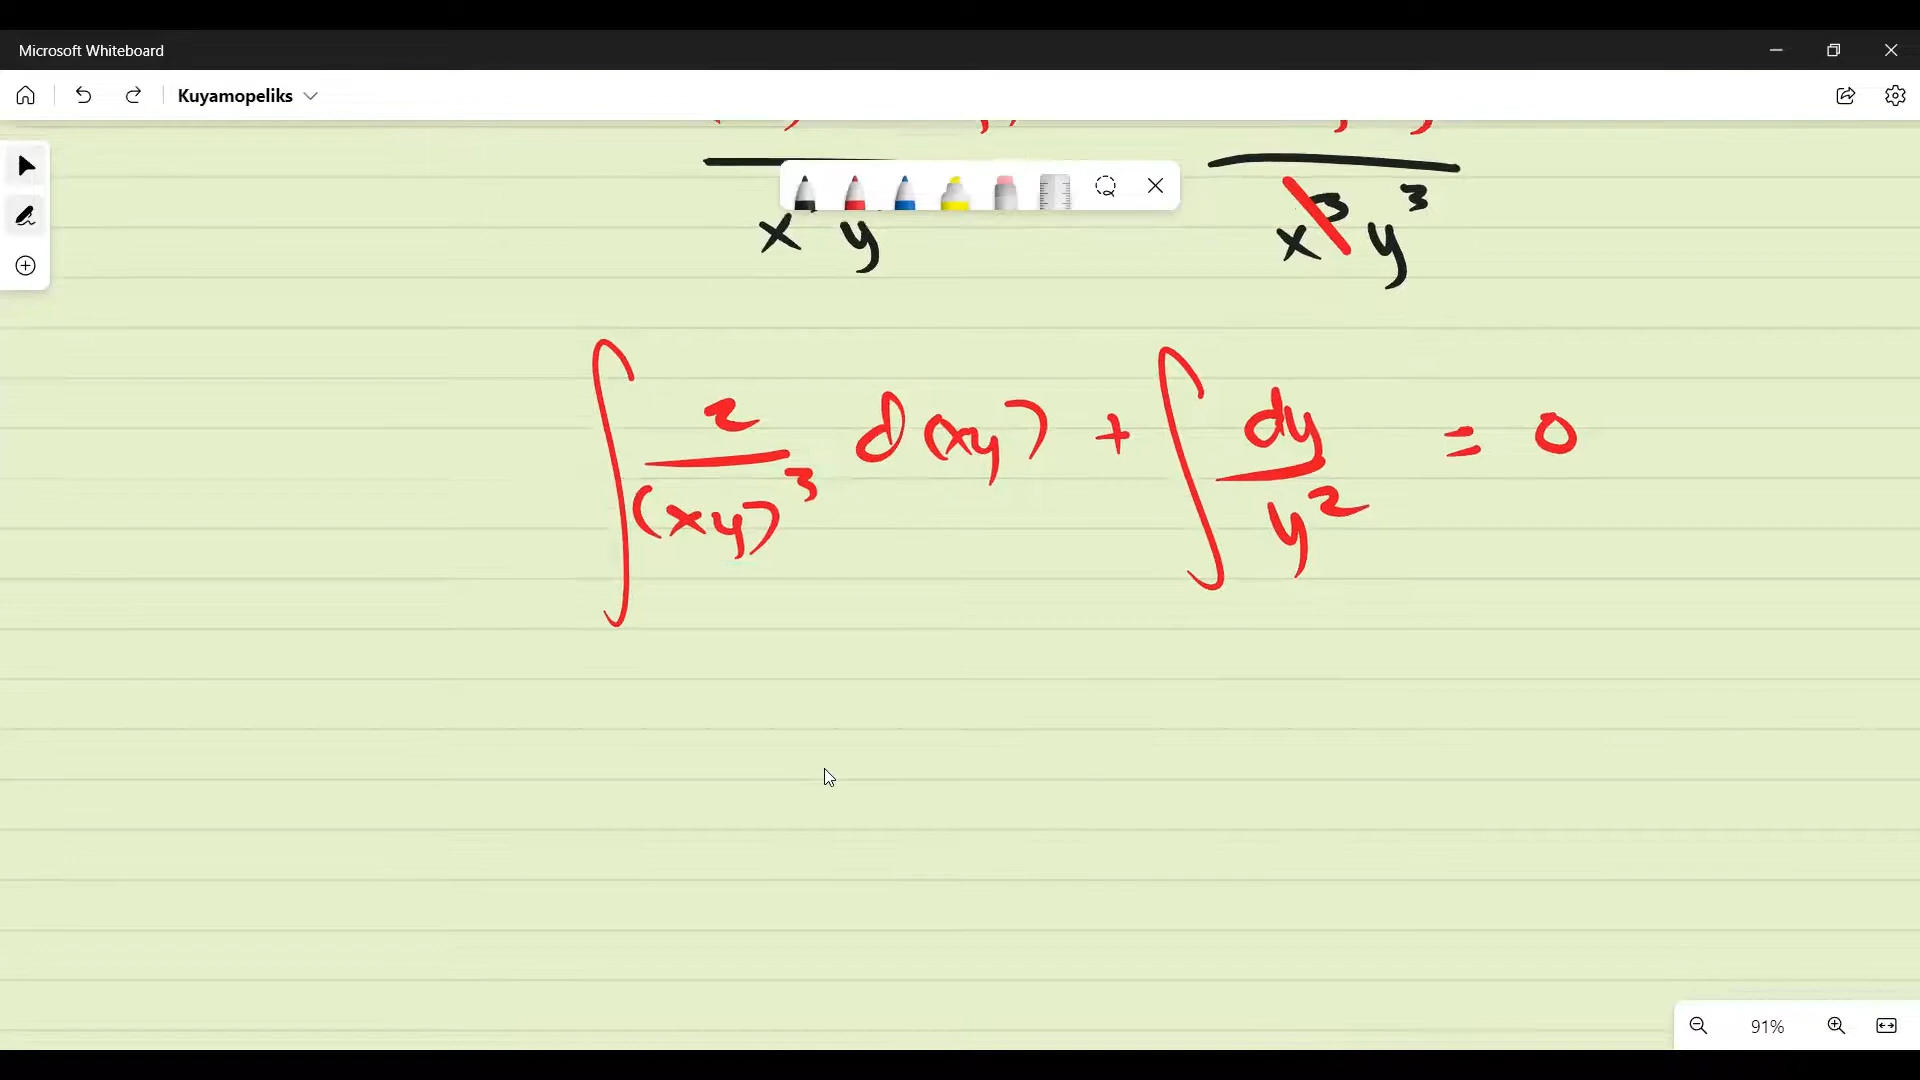 Microsoft Whiteboard
Kuyamopeliks
x y
x³ y³
∫ 2/(xy)³ d(xy) + ∫ dy/y² = 0
91%